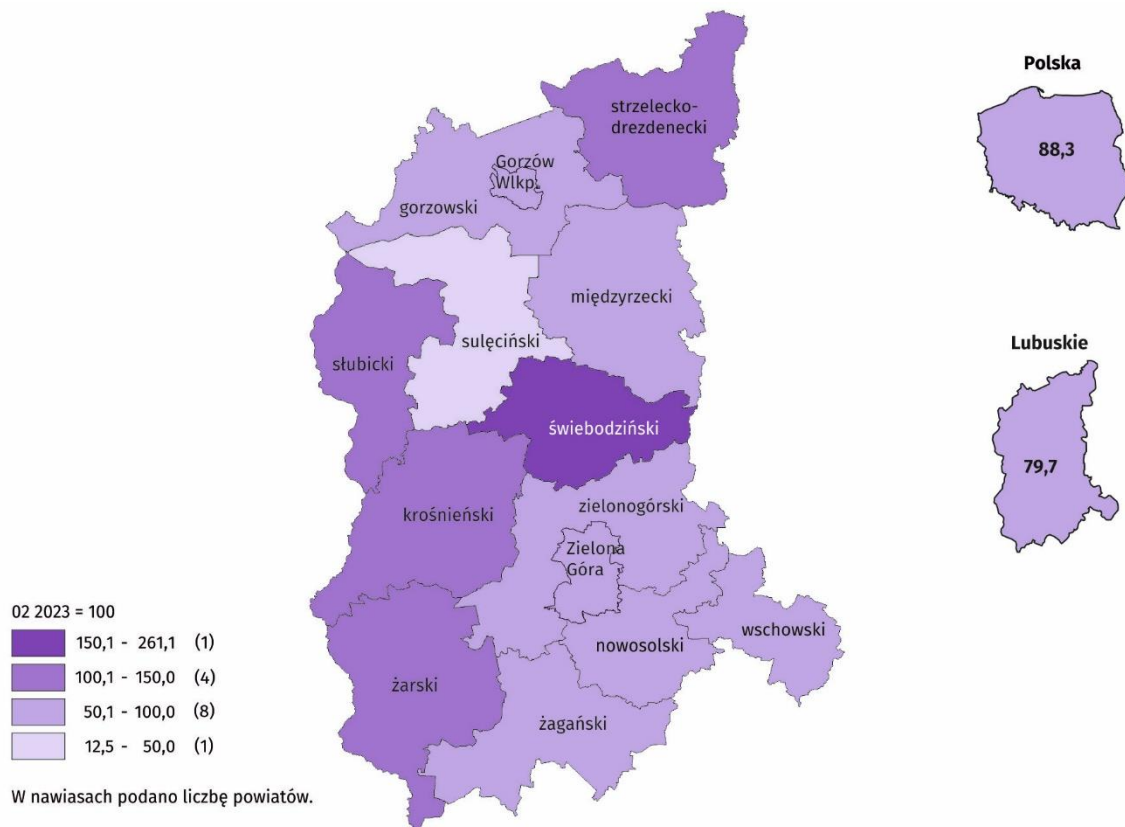 Polska
88,3
Lubuskie
79,7
strzelecko-
drezdenecki
Gorzów
Wlkp.
gorzowski
międzyrzecki
sulęciński
słubicki
świebodziński
zielonogórski
krośnieński
Zielona
Góra
wschowski
nowosolski
żarski
żagański
02 2023 = 100
150,1 - 261,1 (1)
100,1 - 150,0 (4)
50,1 - 100,0 (8)
12,5 - 50,0 (1)
W nawiasach podano liczbę powiatów.